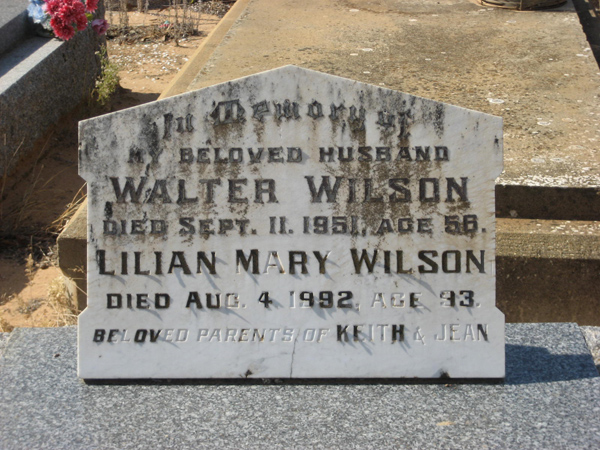 In Memory of
MY BELOVED HUSBAND
WALTER WILSON
DIED SEPT. 11. 1951, AGE 56.
LILIAN MARY WILSON
DIED AUG. 4 1992, AGE 93.
BELOVED PARENTS OF KEITH & JEAN